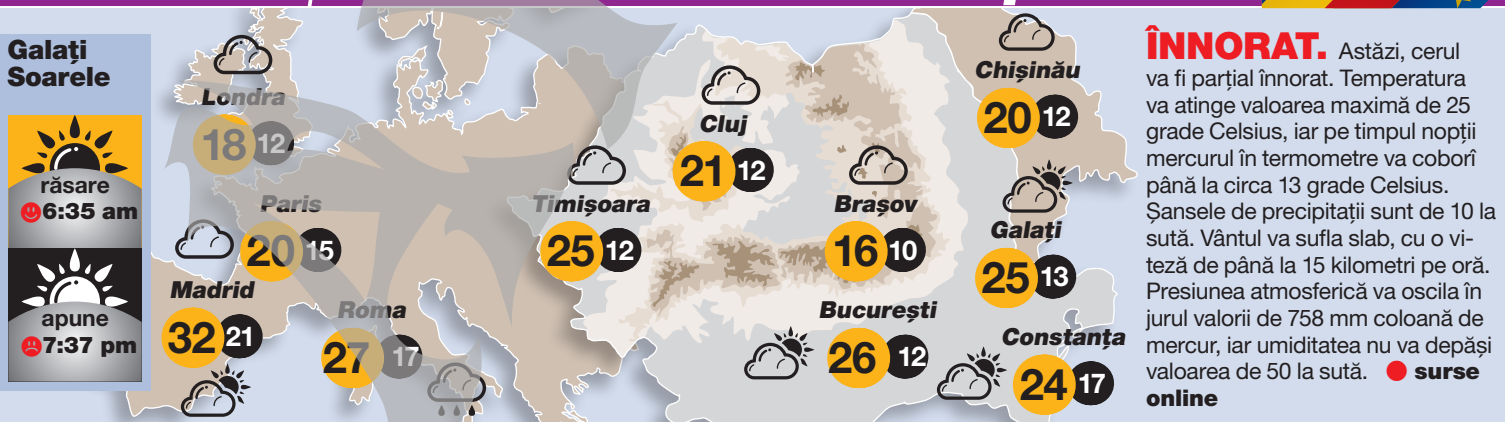 Galați
Soarele
răsare
6:35 am
apune
7:37 pm
Londra
18 12
Paris
20 15
Madrid
32 21
Roma
27 17
Timișoara
25 12
Cluj
21 12
Brașov
16 10
București
26 12
Chișinău
20 12
Galați
25 13
Constanța
24 17
ÎNNORAT. Astăzi, cerul
va fi parțial înnorat. Temperatura
va atinge valoarea maximă de 25
grade Celsius, iar pe timpul nopții
mercurul în termometre va coborî
până la circa 13 grade Celsius.
Șansele de precipitații sunt de 10 la
sută. Vântul va sufla slab, cu o vi-
teză de până la 15 kilometri pe oră.
Presiunea atmosferică va oscila în
jurul valorii de 758 mm coloană de
mercur, iar umiditatea nu va depăși
valoarea de 50 la sută. surse
online